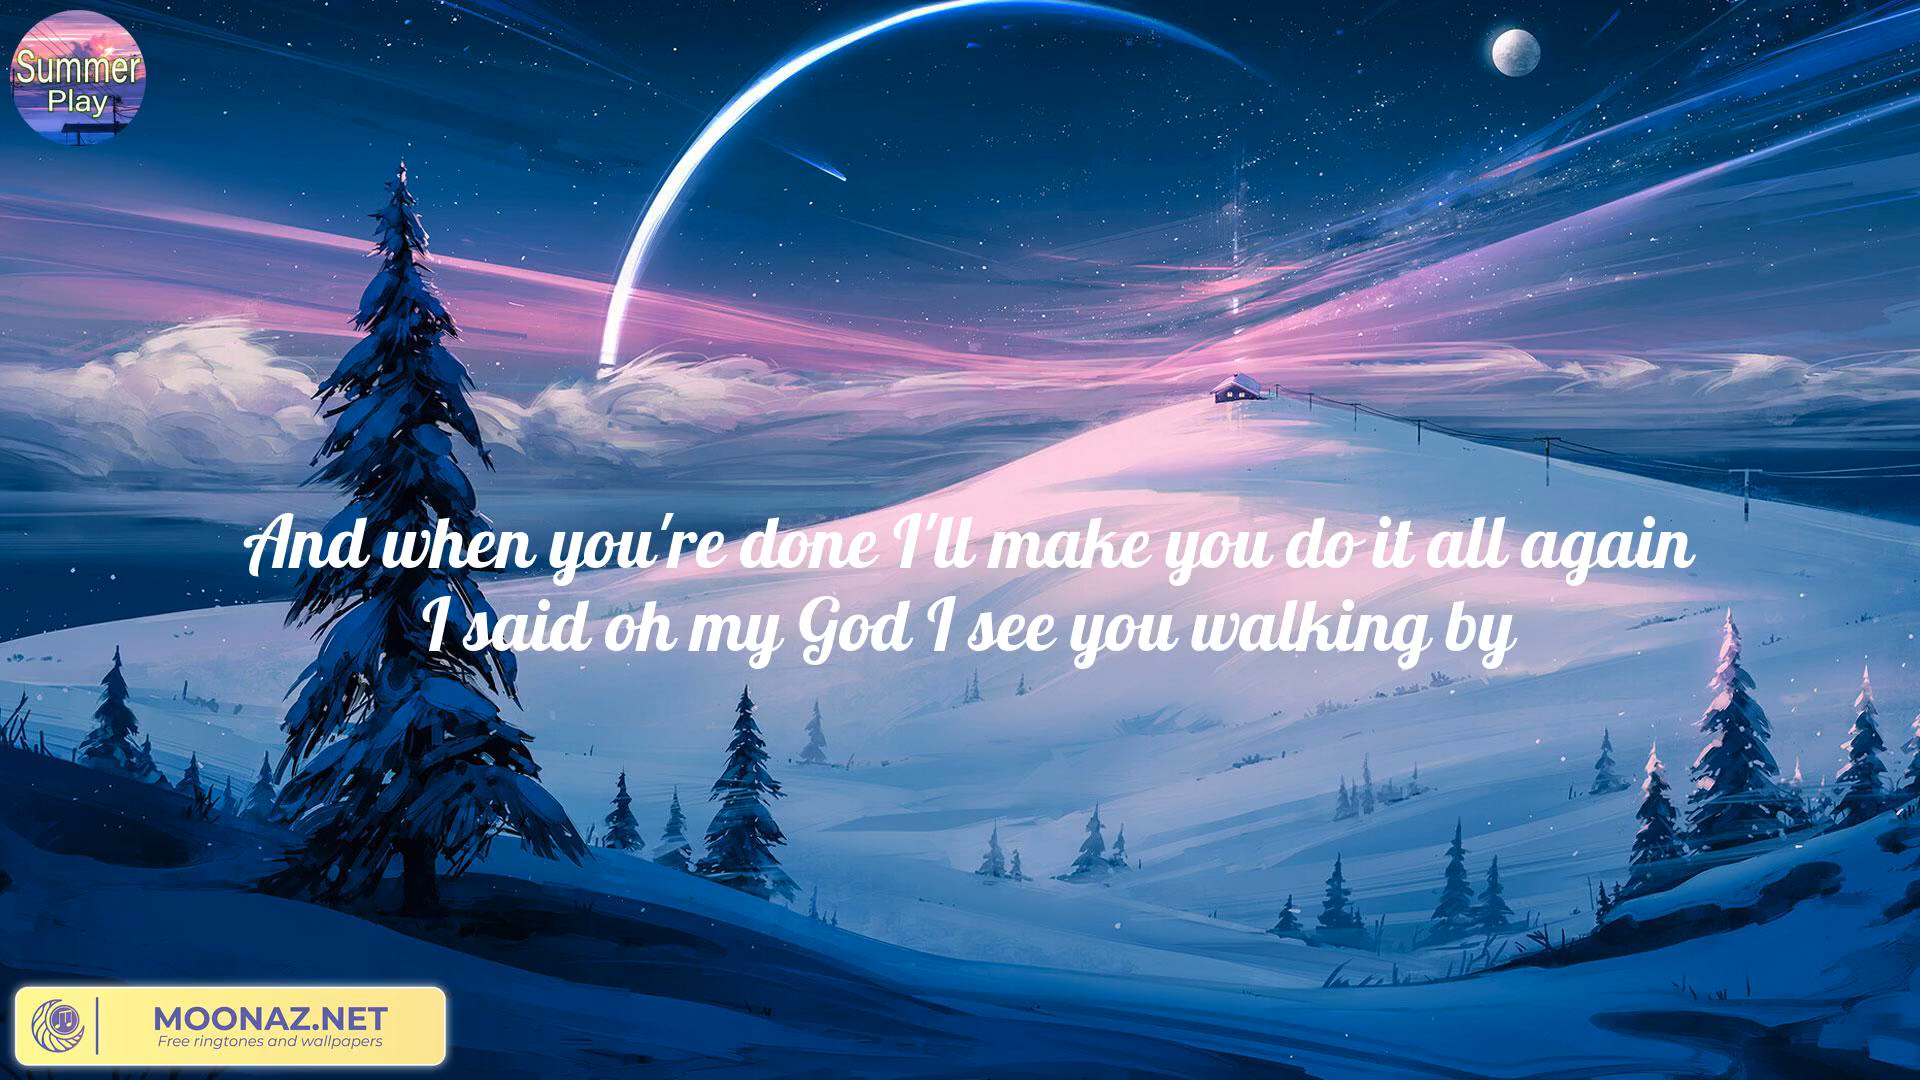 Summer
Play
And when you're done I'll make you do it all again
I said oh my God I see you walking by
MOONAZ.NET
Free ringtones and wallpapers